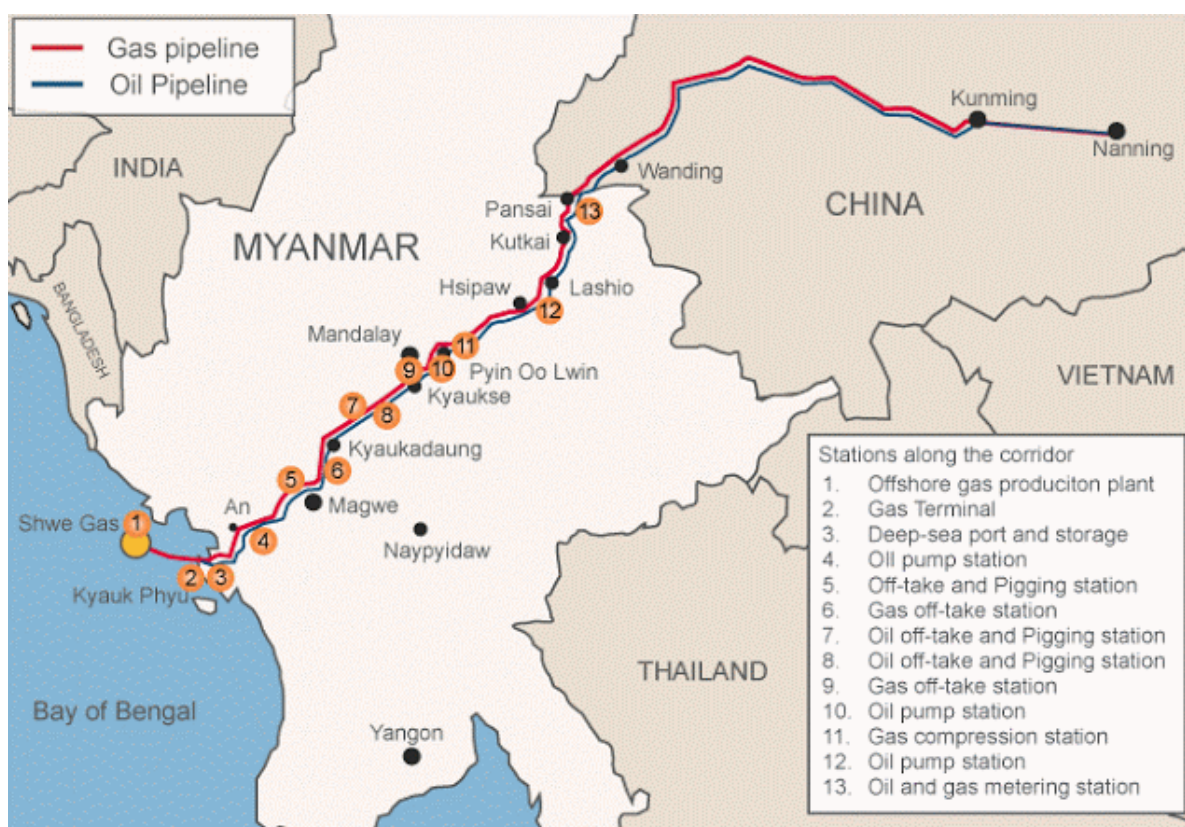 Gas pipeline
Oil Pipeline
INDIA
BANGLADESH
MYANMAR
CHINA
VIETNAM
THAILAND
Bay of Bengal
Kunming
Nanning
Wanding
Pansai
13
Kutkai
Hsipaw
Lashio
12
Mandalay
11
9
10
Pyin Oo Lwin
Kyaukse
7
8
Kyaukadaung
6
5
Magwe
An
4
Naypyidaw
Shwe Gas
1
2
3
Kyauk Phyu
Yangon
Stations along the corridor
1. Offshore gas produciton plant
2. Gas Terminal
3. Deep-sea port and storage
4. Oll pump station
5. Off-take and Pigging station
6. Gas off-take station
7. Oil off-take and Pigging station
8. Oil off-take and Pigging station
9. Gas off-take station
10. Oil pump station
11. Gas compression station
12. Oil pump station
13. Oil and gas metering station